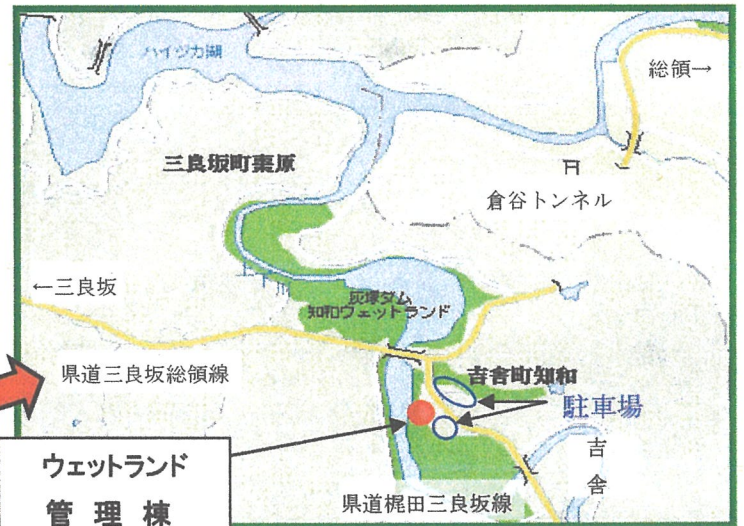 ハイヅカ湖
総領→
三良坂町棗原
倉谷トンネル
←三良坂
灰塚ダム
知和ウェットランド
県道三良坂総領線
吉舎町知和
駐車場
ウェットランド
管理棟
吉
舎
県道梶田三良坂線